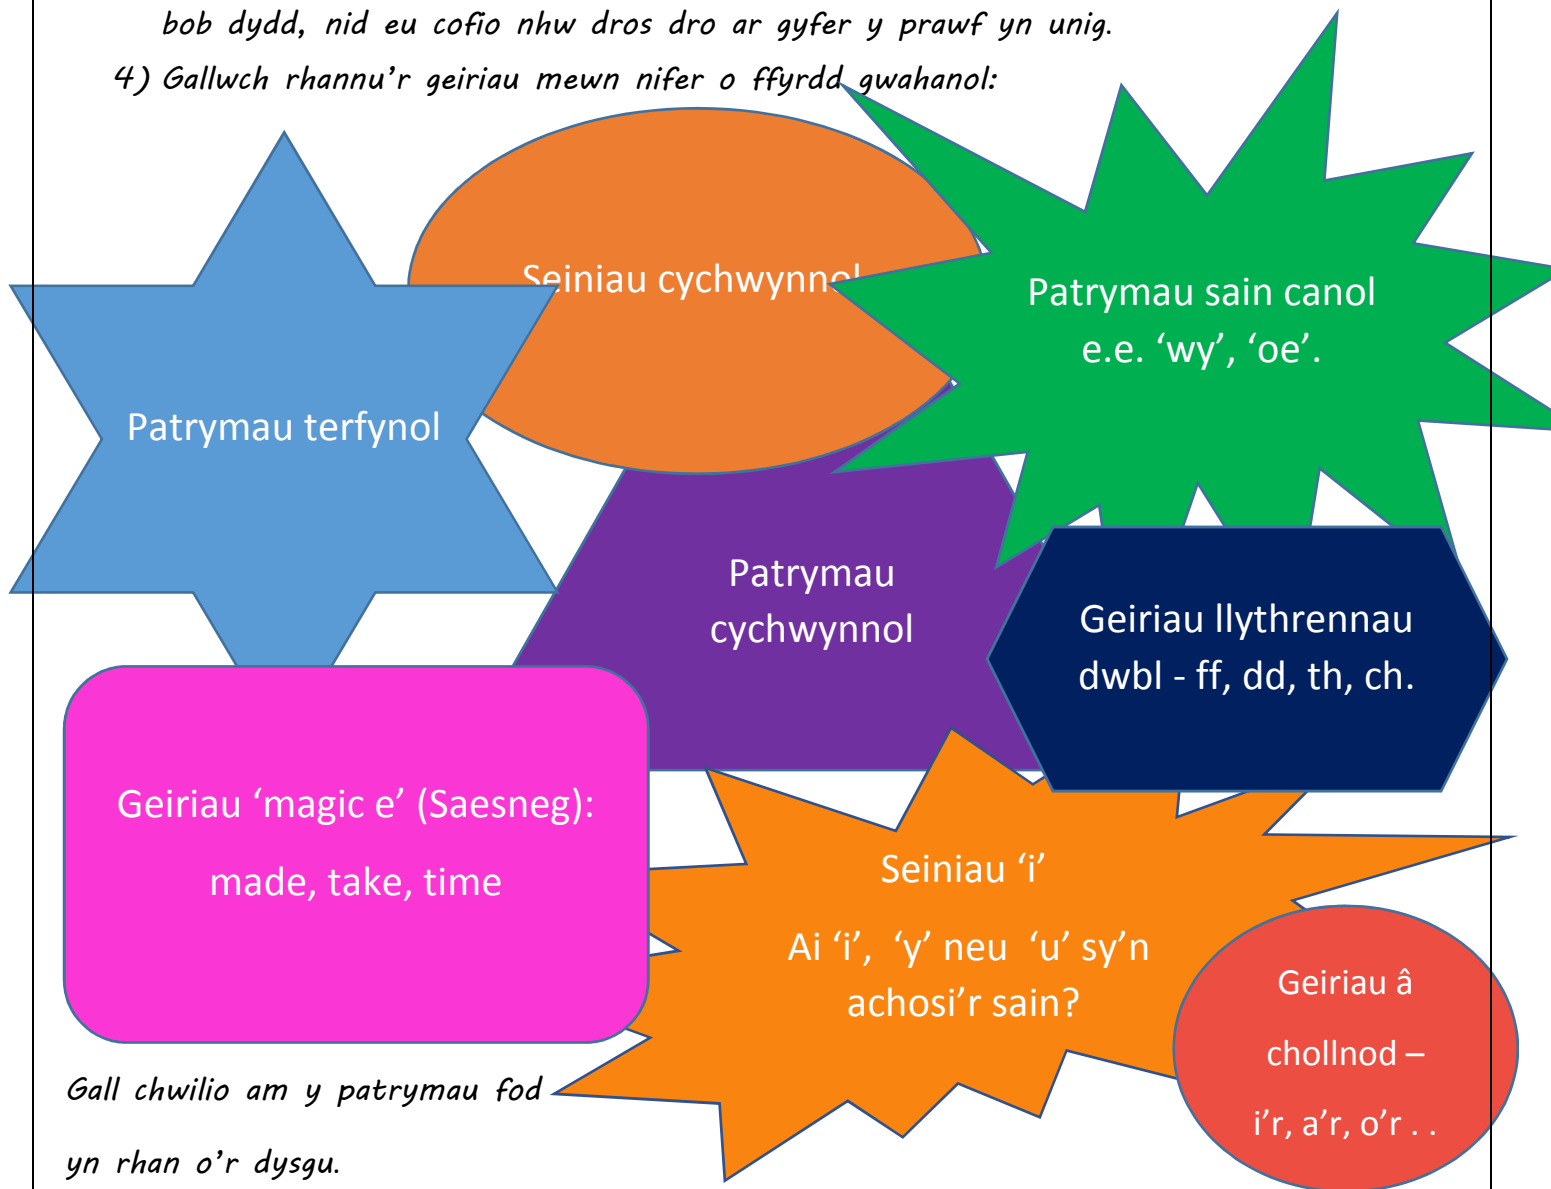 bob dydd, nid eu cofio nhw dros dro ar gyfer y prawf yn unig.
4) Gallwch rhannu’r geiriau mewn nifer o ffyrdd gwahanol:
Seiniau cychwynnol
Patrymau sain canol
e.e. ‘wy’, ‘oe’.
Patrymau terfynol
Patrymau
cychwynnol
Geiriau llythrennau
dwbl - ff, dd, th, ch.
Geiriau ‘magic e’ (Saesneg):
made, take, time
Seiniau ‘i’
Ai ‘i’, ‘y’ neu ‘u’ sy’n
achosi’r sain?
Geiriau â
chollnod –
i’r, a’r, o’r . .
Gall chwilio am y patrymau fod
yn rhan o’r dysgu.